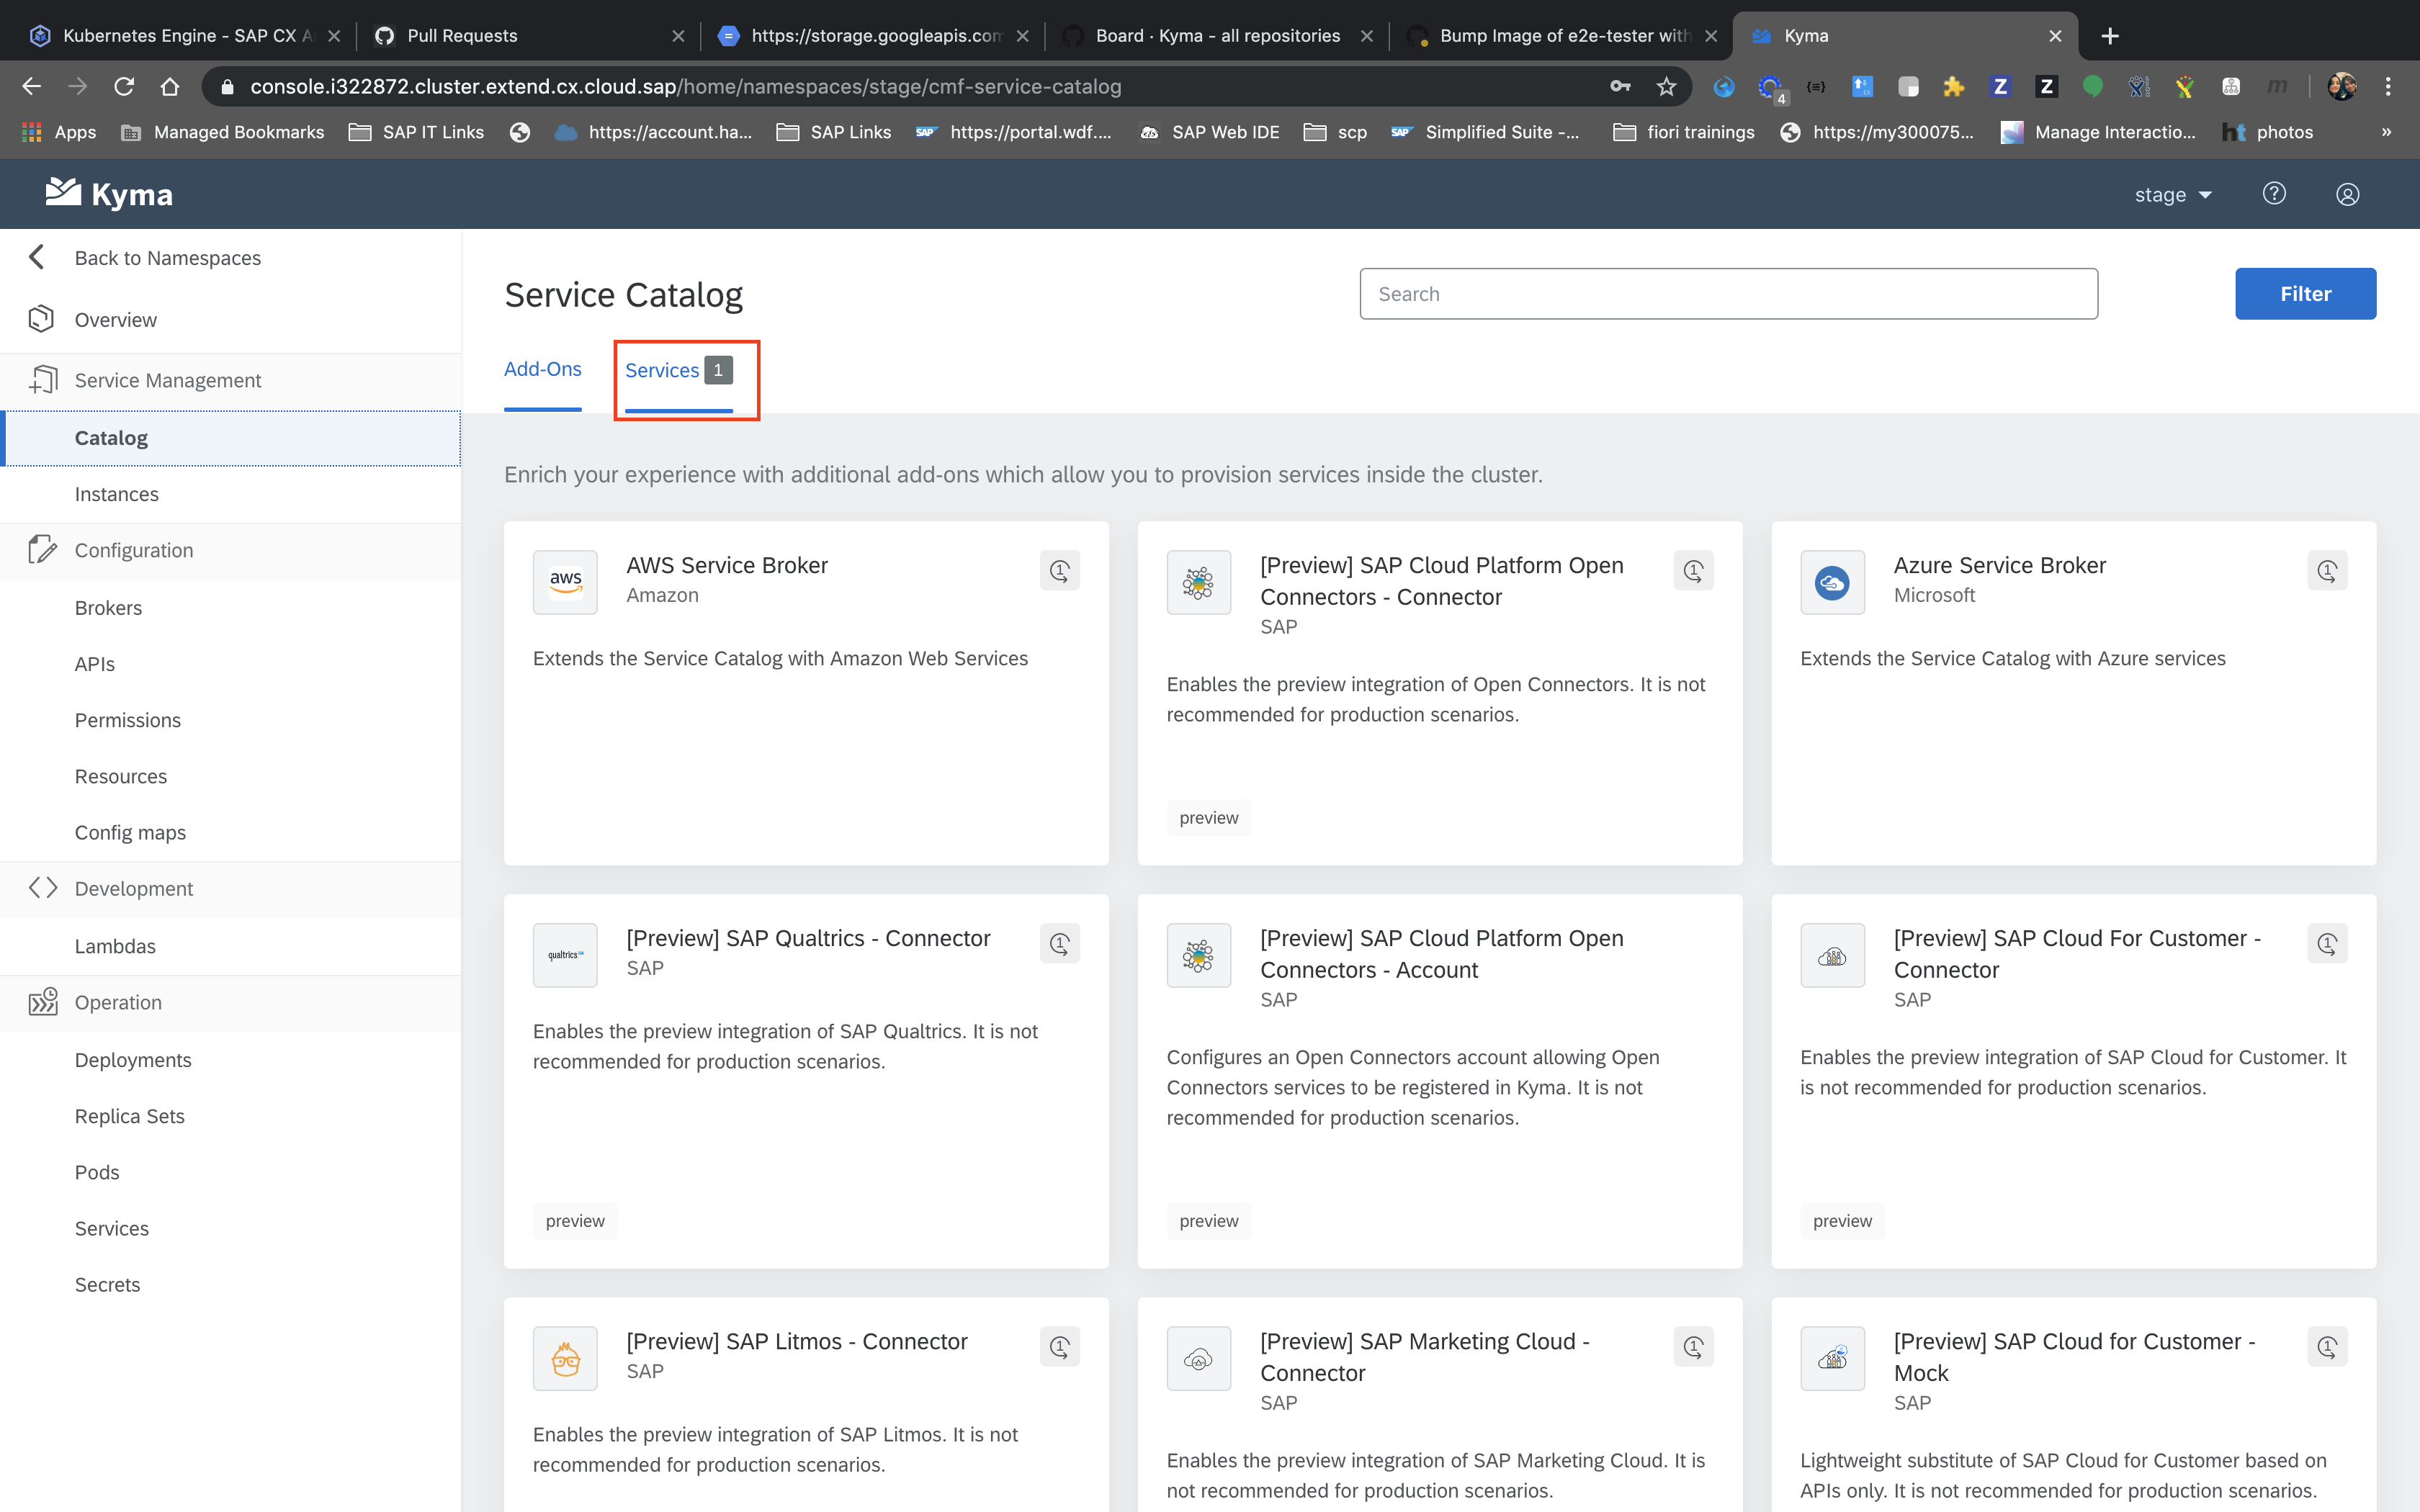 Kubernetes Engine - SAP CX A
Pull Requests
https://storage.googleapis.com
Board · Kyma - all repositories
Bump Image of e2e-tester with
Kyma
console.i322872.cluster.extend.cx.cloud.sap/home/namespaces/stage/cmf-service-catalog
4
Apps
Managed Bookmarks
SAP IT Links
https://account.ha...
SAP Links
SAP
https://portal.wdf....
SAP Web IDE
scp
SAP
Simplified Suite -...
fiori trainings
https://my300075...
Manage Interactio...
ht
photos
»
Kyma
stage
Back to Namespaces
Overview
Service Management
Catalog
Instances
Configuration
Brokers
APIs
Permissions
Resources
Config maps
Development
Lambdas
Operation
Deployments
Replica Sets
Pods
Services
Secrets
Service Catalog
Search
Filter
Add-Ons
Services 1
Enrich your experience with additional add-ons which allow you to provision services inside the cluster.
aws
AWS Service Broker
Amazon
1
Extends the Service Catalog with Amazon Web Services
[Preview] SAP Cloud Platform Open
Connectors - Connector
SAP
1
Enables the preview integration of Open Connectors. It is not
recommended for production scenarios.
preview
Azure Service Broker
Microsoft
1
Extends the Service Catalog with Azure services
qualtrics
[Preview] SAP Qualtrics - Connector
SAP
1
Enables the preview integration of SAP Qualtrics. It is not
recommended for production scenarios.
preview
[Preview] SAP Cloud Platform Open
Connectors - Account
SAP
Configures an Open Connectors account allowing Open
Connectors services to be registered in Kyma. It is not
recommended for production scenarios.
preview
[Preview] SAP Cloud For Customer -
Connector
SAP
1
Enables the preview integration of SAP Cloud for Customer. It
is not recommended for production scenarios.
preview
[Preview] SAP Litmos - Connector
SAP
1
Enables the preview integration of SAP Litmos. It is not
recommended for production scenarios.
[Preview] SAP Marketing Cloud -
Connector
SAP
1
Enables the preview integration of SAP Marketing Cloud. It is
not recommended for production scenarios.
[Preview] SAP Cloud for Customer -
Mock
SAP
1
Lightweight substitute of SAP Cloud for Customer based on
APIs only. It is not recommended for production scenarios.